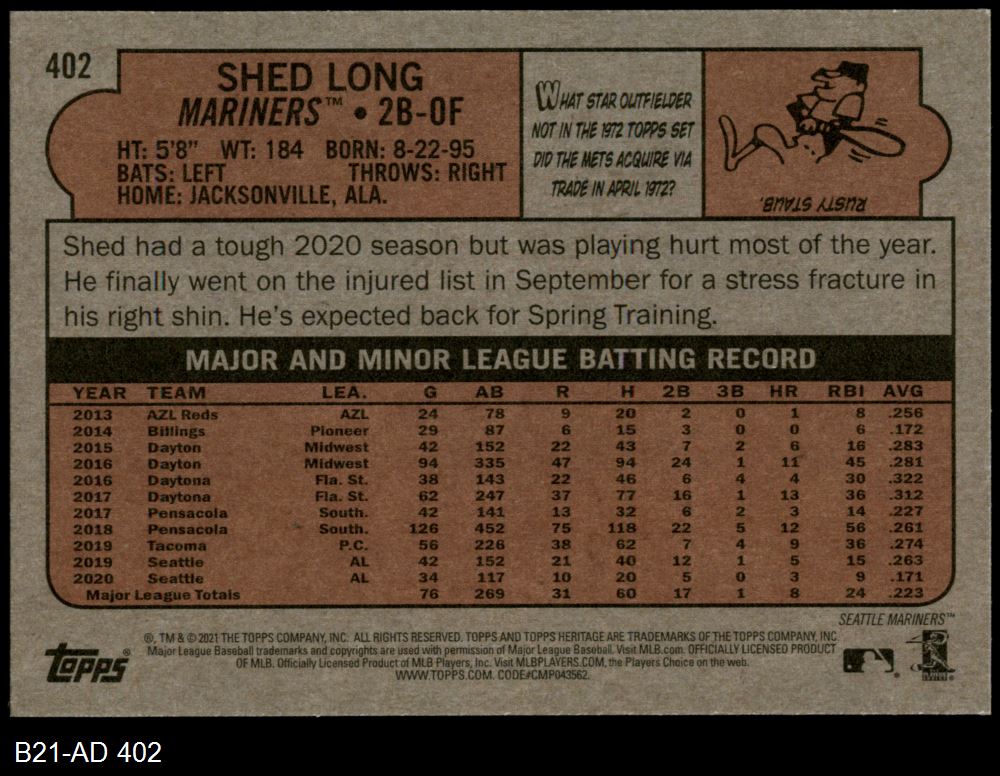 402
SHED LONG
MARINERS™ • 2B-OF
HT: 5'8" WT: 184 BORN: 8-22-95
BATS: LEFT THROWS: RIGHT
HOME: JACKSONVILLE, ALA.
WHAT STAR OUTFIELDER
NOT IN THE 1972 TOPPS SET
DID THE METS ACQUIRE VIA
TRADE IN APRIL 1972?
RUSTY STAUB.
Shed had a tough 2020 season but was playing hurt most of the year.
He finally went on the injured list in September for a stress fracture in
his right shin. He's expected back for Spring Training.
MAJOR AND MINOR LEAGUE BATTING RECORD
YEAR TEAM LEA. G AB R H 2B 3B HR RBI AVG
2013 AZL Reds AZL 24 78 9 20 2 0 1 8 .256
2014 Billings Pioneer 29 87 6 15 3 0 0 6 .172
2015 Dayton Midwest 42 152 22 43 7 2 6 16 .283
2016 Dayton Midwest 94 335 47 94 24 1 11 45 .281
2016 Daytona Fla. St. 38 143 22 46 6 4 4 30 .322
2017 Daytona Fla. St. 62 247 37 77 16 1 13 36 .312
2017 Pensacola South. 42 141 13 32 6 2 3 14 .227
2018 Pensacola South. 126 452 75 118 22 5 12 56 .261
2019 Tacoma P.C. 56 226 38 62 7 4 9 36 .274
2019 Seattle AL 42 152 21 40 12 1 5 15 .263
2020 Seattle AL 34 117 10 20 5 0 3 9 .171
Major League Totals 76 269 31 60 17 1 8 24 .223
SEATTLE MARINERS™
topps®
®, TM & © 2021 THE TOPPS COMPANY, INC. ALL RIGHTS RESERVED. TOPPS AND TOPPS HERITAGE ARE TRADEMARKS OF THE TOPPS COMPANY, INC.
Major League Baseball trademarks and copyrights are used with permission of Major League Baseball. Visit MLB.com. OFFICIALLY LICENSED PRODUCT
OF MLB. Officially Licensed Product of MLB Players, Inc. Visit MLBPLAYERS.COM, the Players Choice on the web.
WWW.TOPPS.COM. CODE#CMP043562.
B21-AD 402